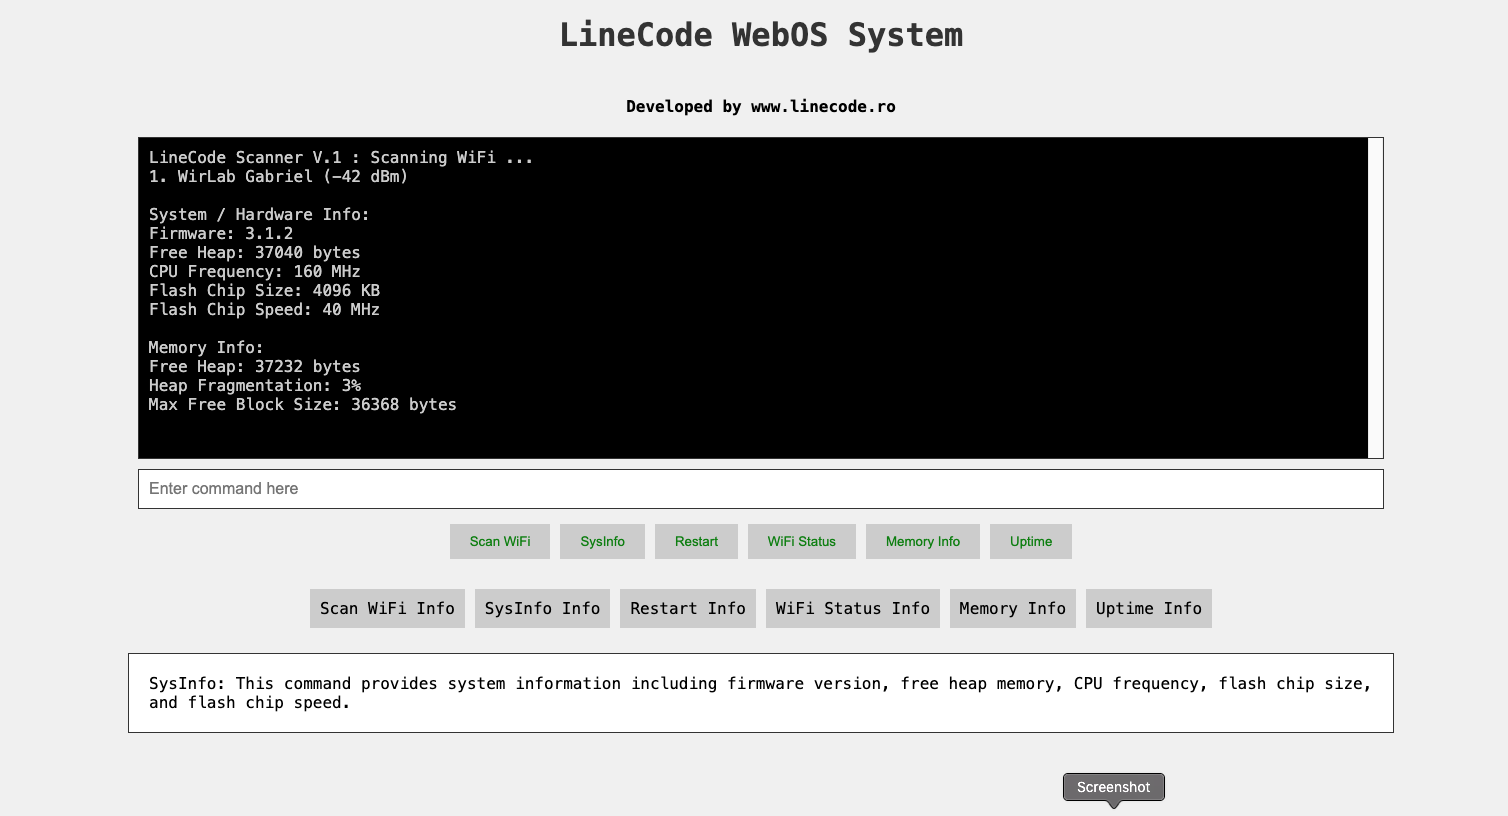 LineCode WebOS System
Developed by www.linecode.ro
LineCode Scanner V.1 : Scanning WiFi ...
1. WirLab Gabriel (-42 dBm)
System / Hardware Info:
Firmware: 3.1.2
Free Heap: 37040 bytes
CPU Frequency: 160 MHz
Flash Chip Size: 4096 KB
Flash Chip Speed: 40 MHz
Memory Info:
Free Heap: 37232 bytes
Heap Fragmentation: 3%
Max Free Block Size: 36368 bytes
Enter command here
Scan WiFi SysInfo Restart WiFi Status Memory Info Uptime
Scan WiFi Info SysInfo Info Restart Info WiFi Status Info Memory Info Uptime Info
SysInfo: This command provides system information including firmware version, free heap memory, CPU frequency, flash chip size,
and flash chip speed.
Screenshot